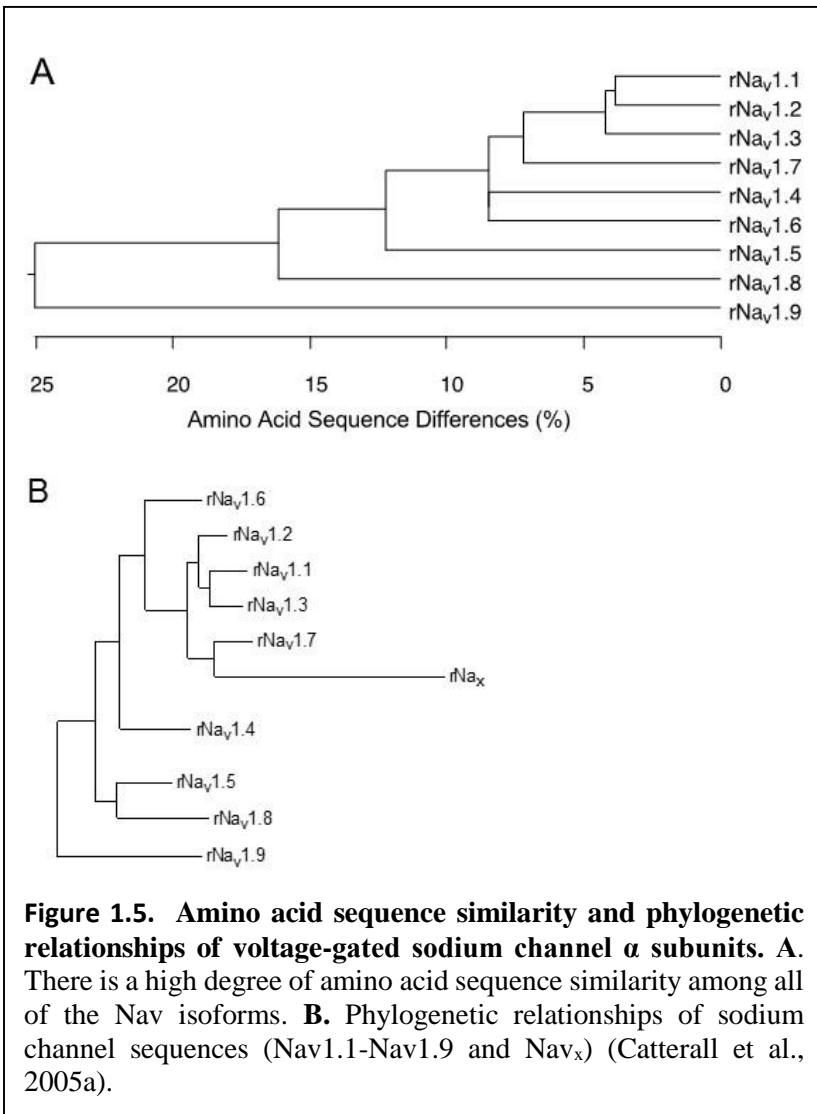 A
rNav1.1
rNav1.2
rNav1.3
rNav1.7
rNav1.4
rNav1.6
rNav1.5
rNav1.8
rNav1.9
25 20 15 10 5 0
Amino Acid Sequence Differences (%)
B
rNav1.6
rNav1.2
rNav1.1
rNav1.3
rNav1.7
rNax
rNav1.4
rNav1.5
rNav1.8
rNav1.9
Figure 1.5. Amino acid sequence similarity and phylogenetic
relationships of voltage-gated sodium channel α subunits. A.
There is a high degree of amino acid sequence similarity among all
of the Nav isoforms. B. Phylogenetic relationships of sodium
channel sequences (Nav1.1-Nav1.9 and Navx) (Catterall et al.,
2005a).